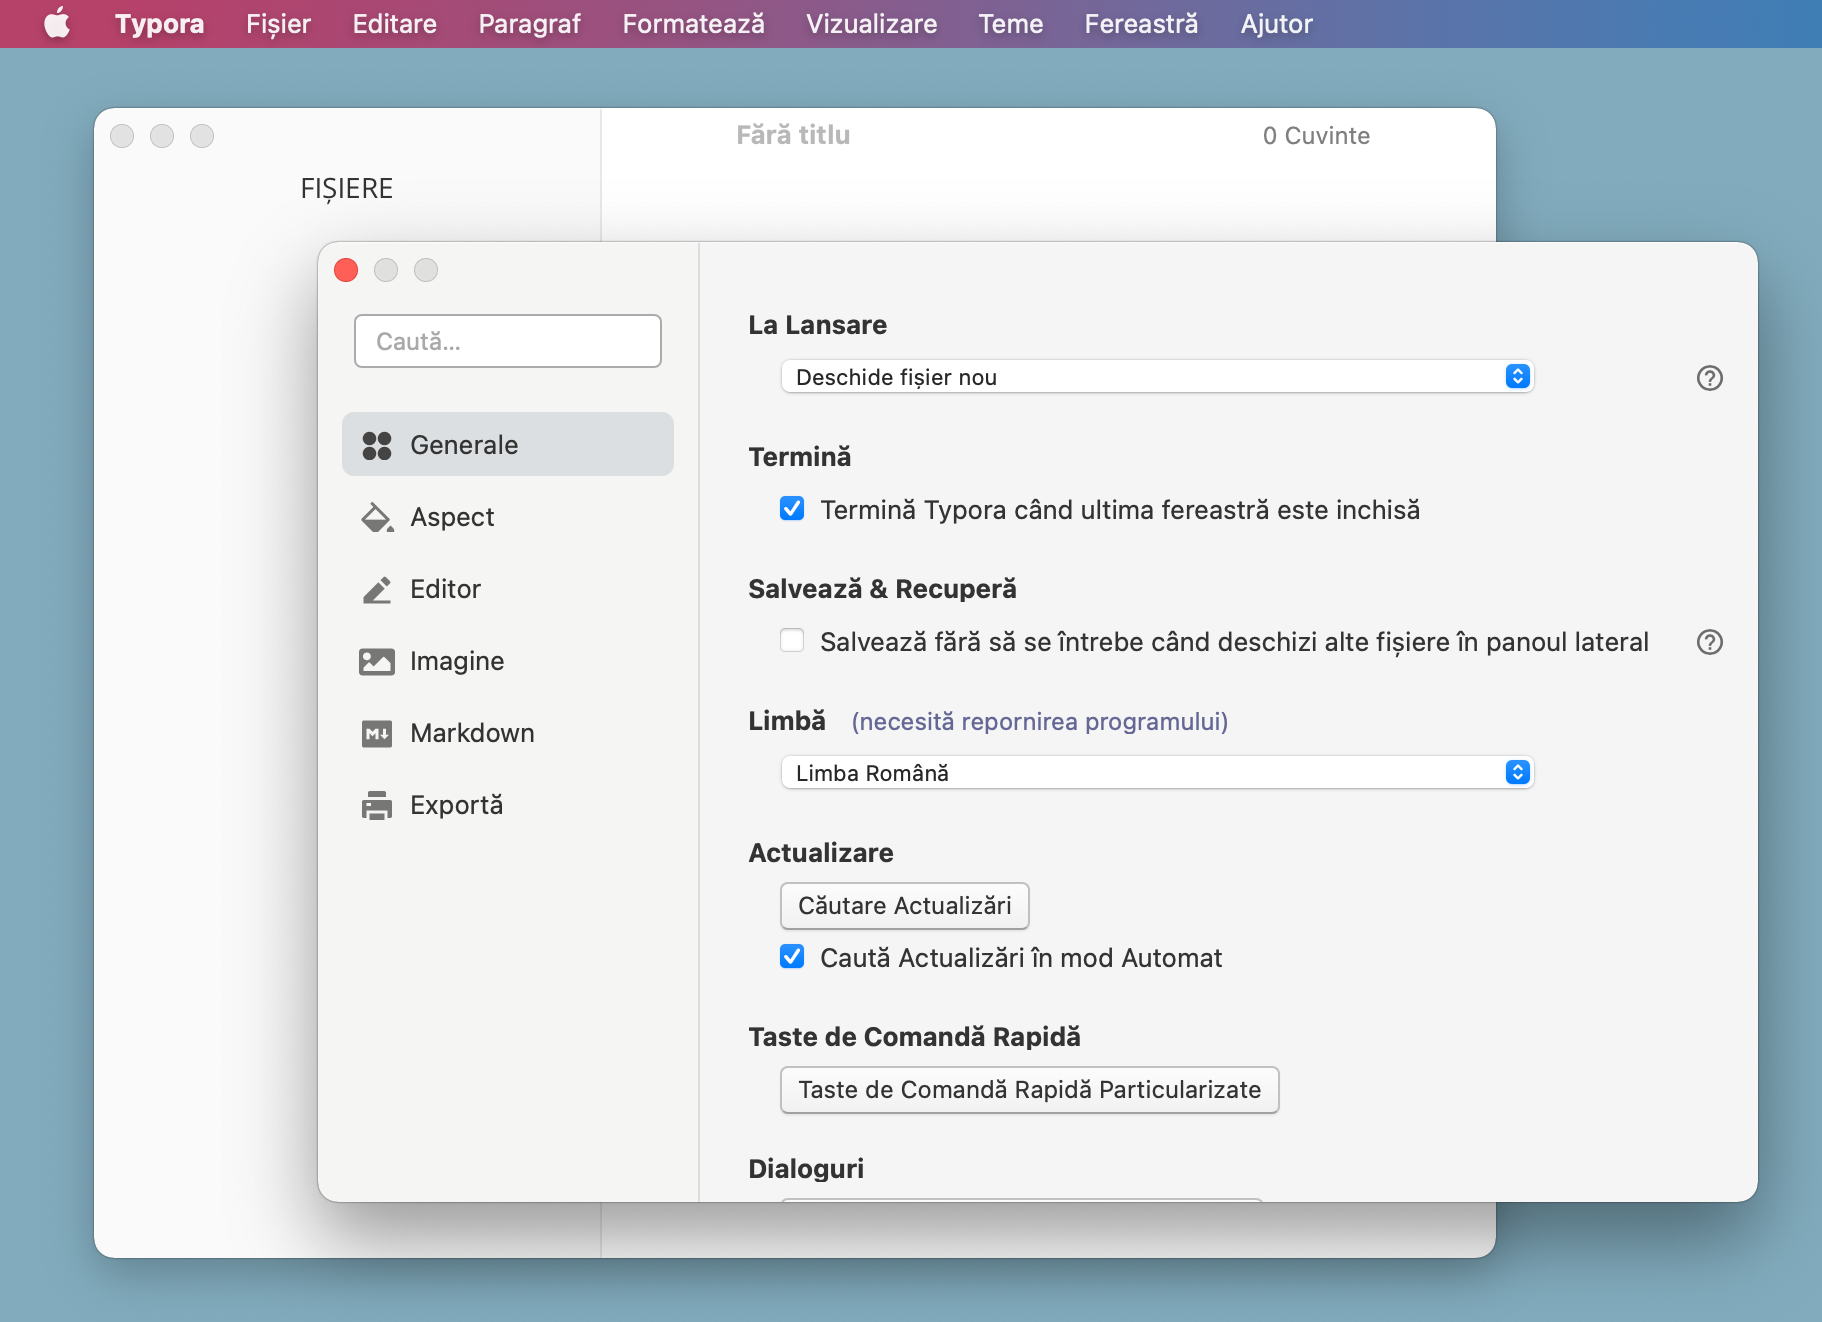 Typora Fișier Editare Paragraf Formatează Vizualizare Teme Fereastră Ajutor
Fără titlu 0 Cuvinte
FIȘIERE
Caută...
Generale
Aspect
Editor
Imagine
Markdown
Exportă
La Lansare
Deschide fișier nou
Termină
Termină Typora când ultima fereastră este inchisă
Salvează & Recuperă
Salvează fără să se întrebe când deschizi alte fișiere în panoul lateral
Limbă (necesită repornirea programului)
Limba Română
Actualizare
Căutare Actualizări
Caută Actualizări în mod Automat
Taste de Comandă Rapidă
Taste de Comandă Rapidă Particularizate
Dialoguri